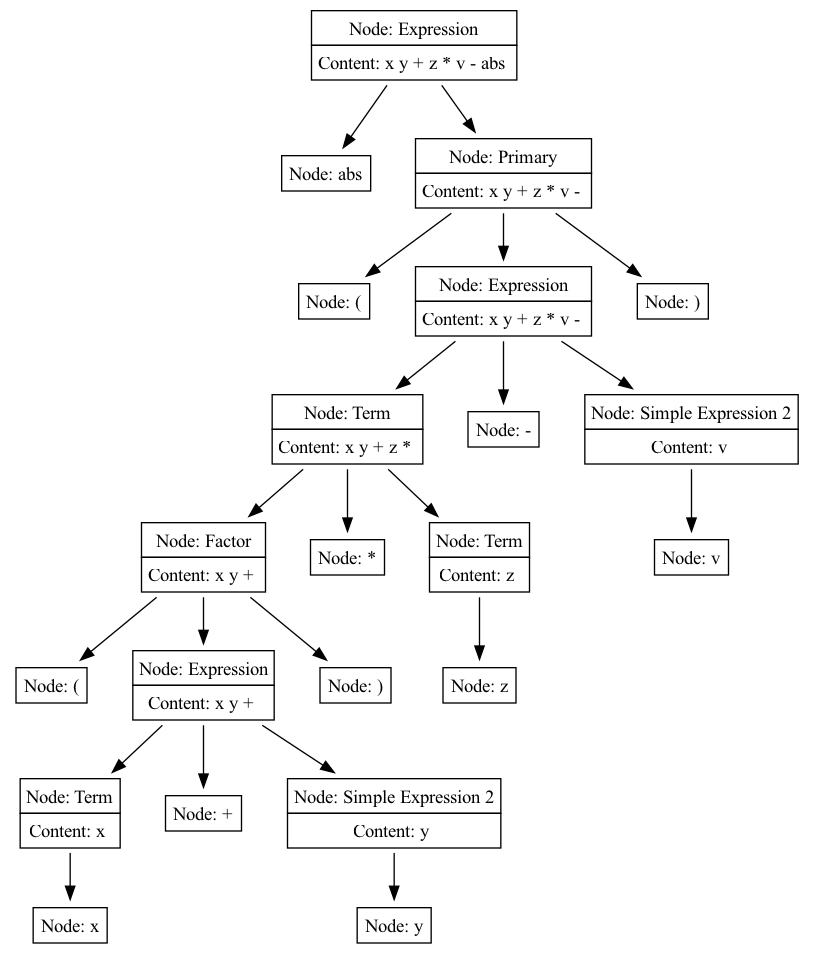 Node: Expression
Content: x y + z * v - abs
Node: abs
Node: Primary
Content: x y + z * v -
Node: (
Node: Expression
Content: x y + z * v -
Node: )
Node: Term
Content: x y + z *
Node: -
Node: Simple Expression 2
Content: v
Node: Factor
Content: x y +
Node: *
Node: Term
Content: z
Node: v
Node: (
Node: Expression
Content: x y +
Node: )
Node: z
Node: Term
Content: x
Node: +
Node: Simple Expression 2
Content: y
Node: x
Node: y